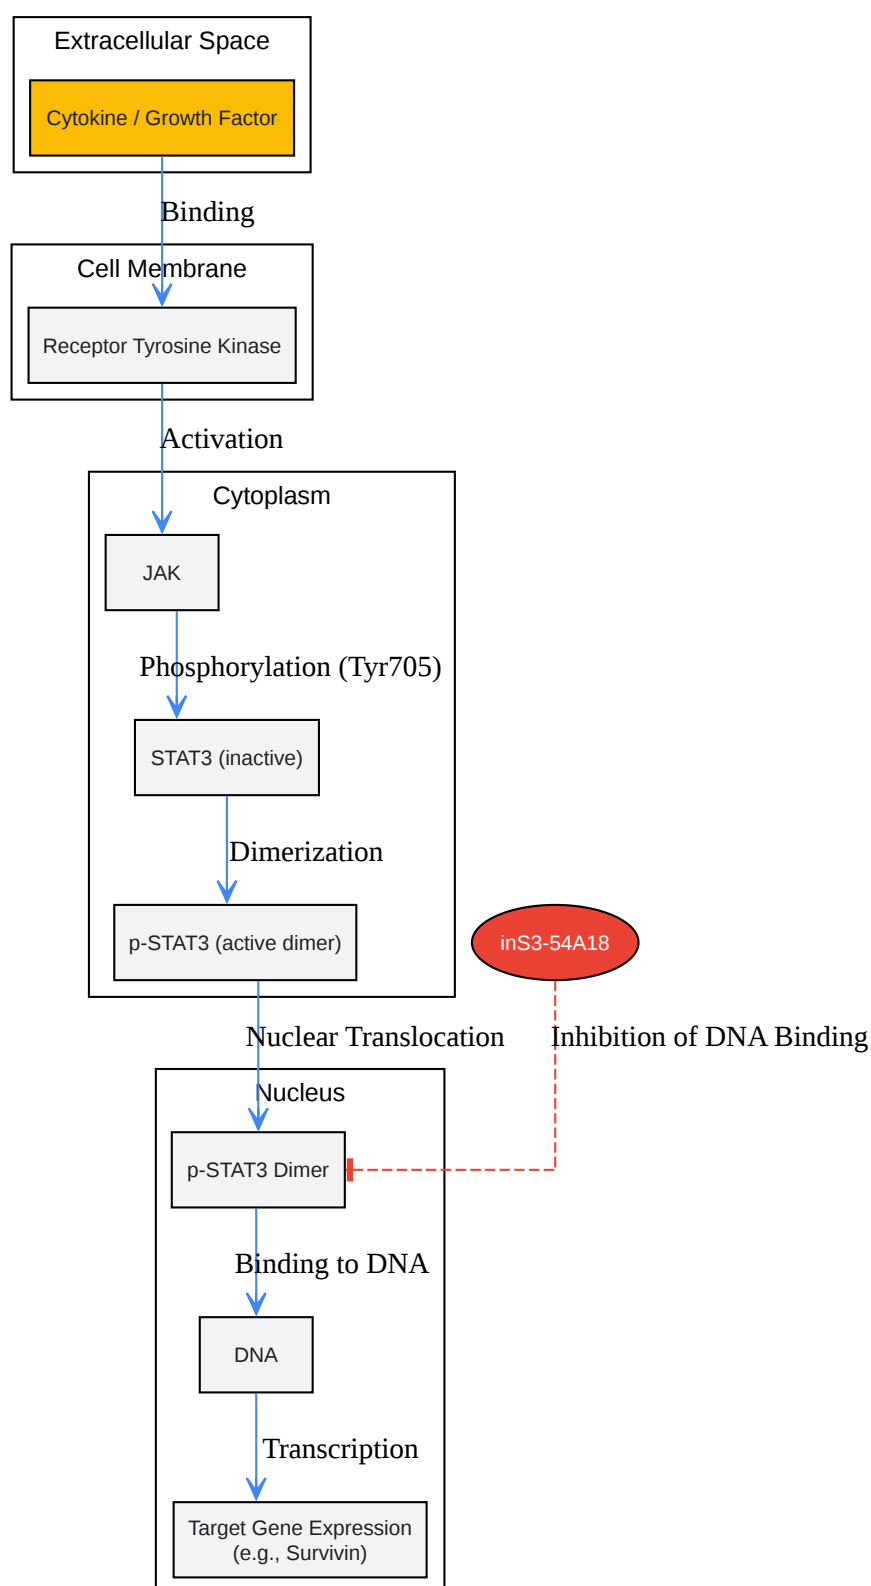 Extracellular Space
Cytokine / Growth Factor
Binding
Cell Membrane
Receptor Tyrosine Kinase
Activation
Cytoplasm
JAK
Phosphorylation (Tyr705)
STAT3 (inactive)
Dimerization
p-STAT3 (active dimer)
inS3-54A18
Nuclear Translocation
Inhibition of DNA Binding
Nucleus
p-STAT3 Dimer
Binding to DNA
DNA
Transcription
Target Gene Expression
(e.g., Survivin)